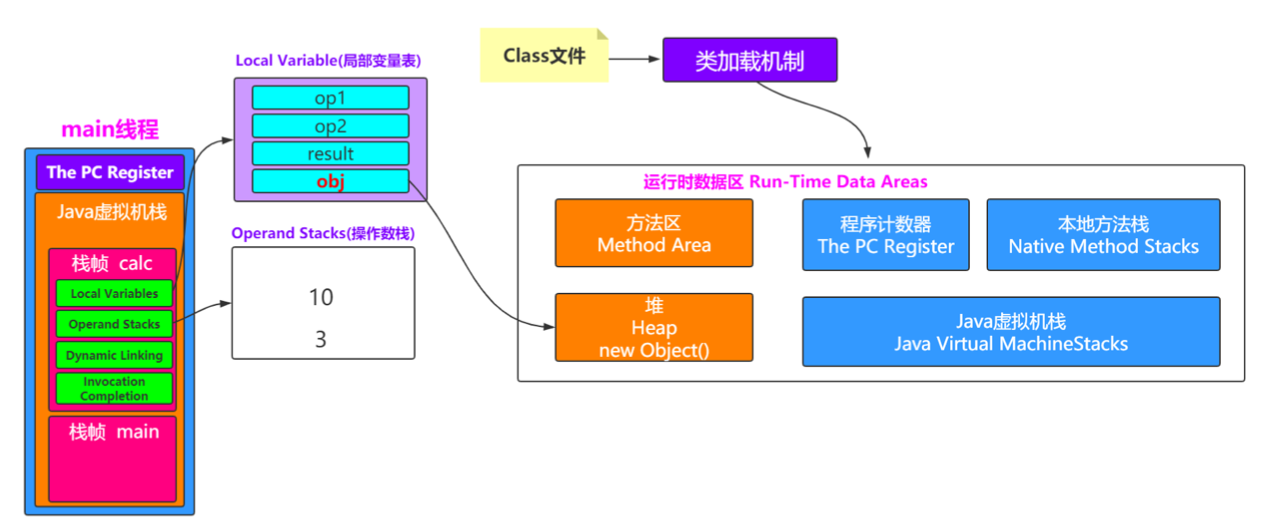 Class文件
类加载机制
Local Variable(局部变量表)
op1
op2
result
obj
main线程
The PC Register
Java虚拟机栈
栈帧 calc
Local Variables
Operand Stacks
Dynamic Linking
Invocation
Completion
栈帧 main
Operand Stacks(操作数栈)
10
3
运行时数据区 Run-Time Data Areas
方法区
Method Area
程序计数器
The PC Register
本地方法栈
Native Method Stacks
堆
Heap
new Object()
Java虚拟机栈
Java Virtual MachineStacks